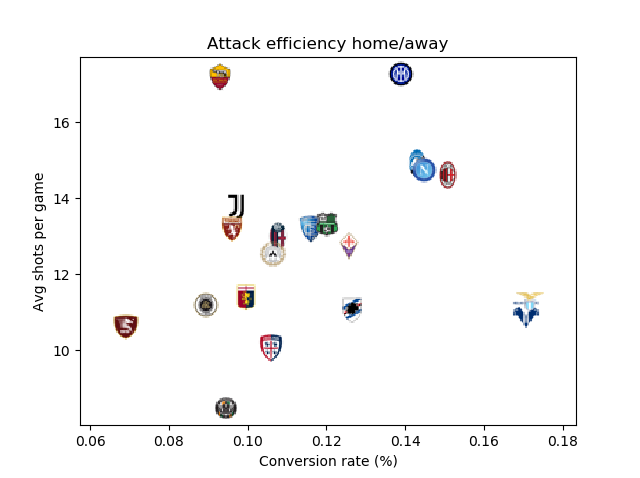 Attack efficiency home/away
Avg shots per game
16
14
12
10
0.06 0.08 0.10 0.12 0.14 0.16 0.18
Conversion rate (%)